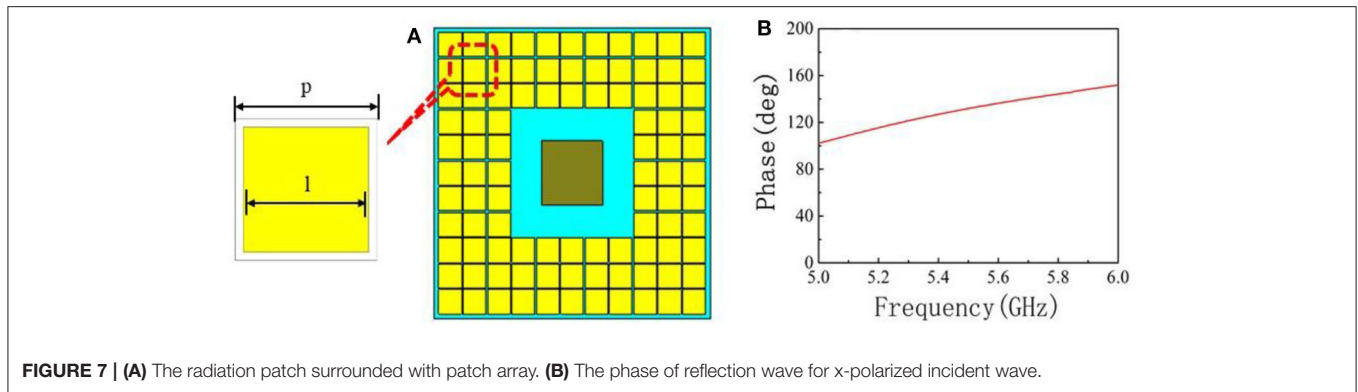 A
p
l
B
200
160
120
80
40
0
Phase(deg)
5.0 5.2 5.4 5.6 5.8 6.0
Frequency(GHz)
FIGURE 7 | (A) The radiation patch surrounded with patch array. (B) The phase of reflection wave for x-polarized incident wave.